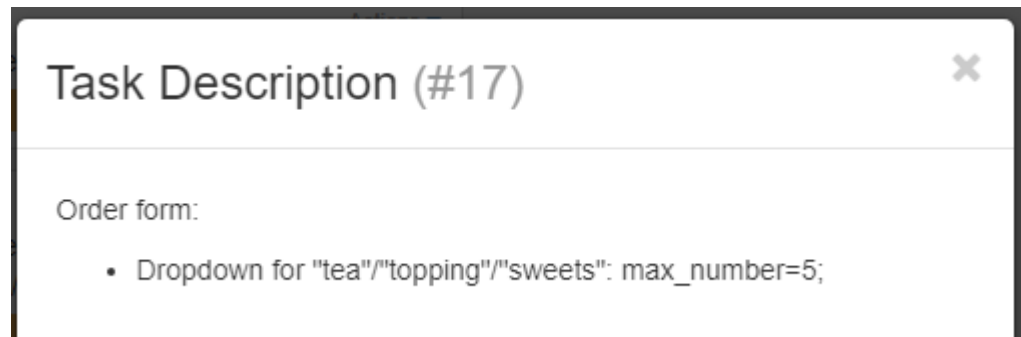 Task Description (#17)
Order form:
• Dropdown for "tea"/"topping"/"sweets": max_number=5;